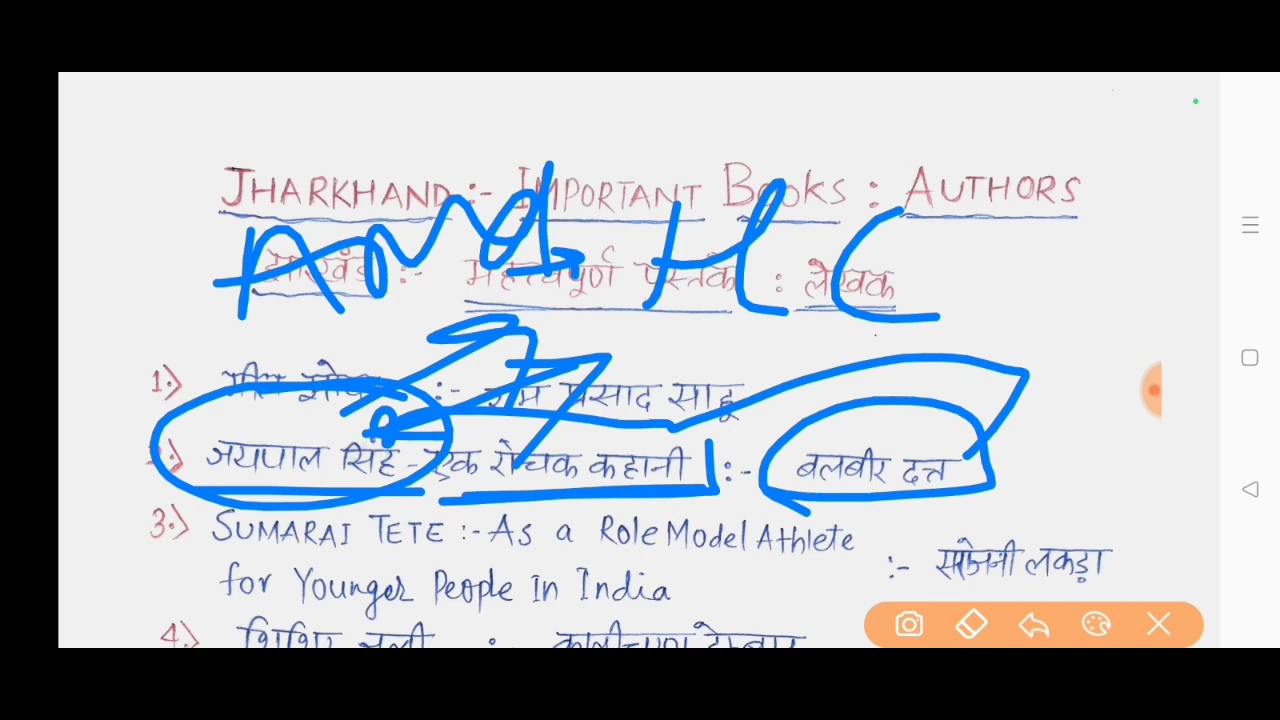 JHARKHAND :- IMPORTANT BOOKS : AUTHORS
झारखंड :- महत्वपूर्ण पुस्तक : लेखक
1.) :- राम प्रसाद साहू
2.) जयपाल सिंह - एक रोचक कहानी :- बलबीर दत्त
3.) SUMARAI TETE :- As a Role Model Athlete
for Younger People In India :- सरोजनी लकड़ा
4.)